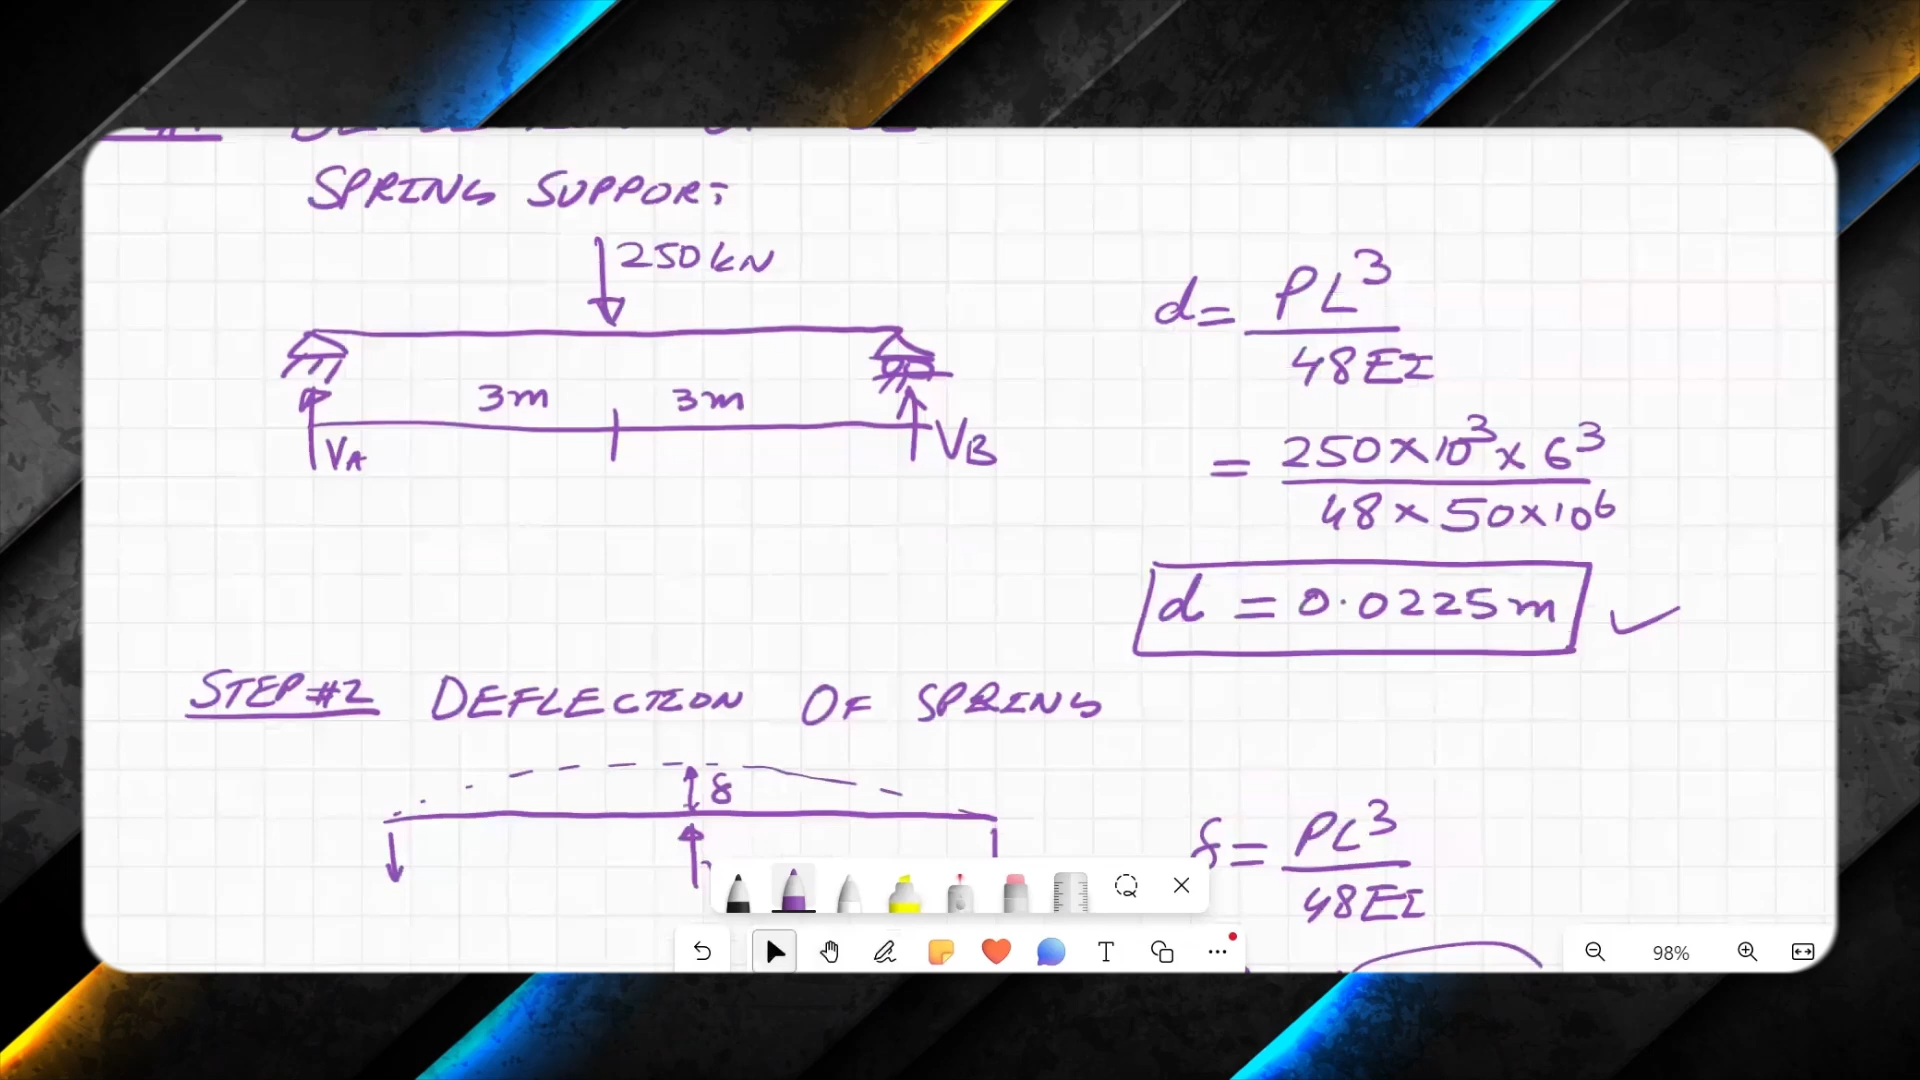 SPRING SUPPORT
250 kN
3m 3m
VA VB
d = PL³ / 48EI
= 250×10³ × 6³ / 48 × 50×10⁶
d = 0.0225m ✓
STEP #2 DEFLECTION OF SPRING
δ
δ = PL³ / 48EI
98%